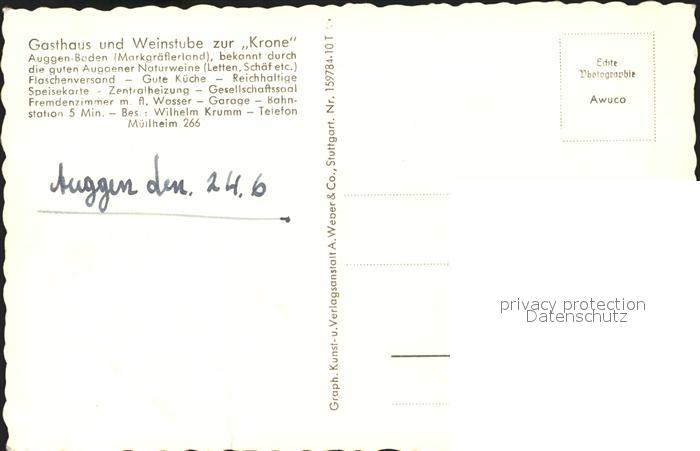 Gasthaus und Weinstube zur „Krone"
Auggen-Baden (Markgräflerland), bekannt durch
die guten Auggener Naturweine (Letten, Schäf etc.)
Flaschenversand – Gute Küche – Reichhaltige
Speisekarte - Zentralheizung – Gesellschaftssaal
Fremdenzimmer m. fl. Wasser – Garage – Bahn-
station 5 Min. – Bes.: Wilhelm Krumm – Telefon
Müllheim 266
Auggen den. 24.6
Graph. Kunst- u. Verlagsanstalt A. Weber & Co., Stuttgart. Nr. 159784-10 T
Echte
Photographie
Awuco
privacy protection
Datenschutz